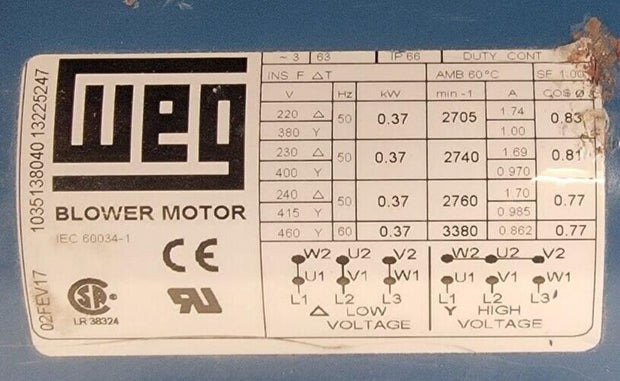 ~ 3 63 IP 66 DUTY CONT
INS F ΔT AMB 60°C SF 1.00
V Hz kW min -1 A COS Ø
220 Δ 50 0.37 2705 1.74 0.83
380 Y 1.00
230 Δ 50 0.37 2740 1.69 0.81
400 Y 0.970
240 Δ 50 0.37 2760 1.70 0.77
415 Y 0.985
460 Y 60 0.37 3380 0.862 0.77
W2 U2 V2 W2 U2 V2
U1 V1 W1 U1 V1 W1
L1 L2 L3 L1 L2 L3
Δ LOW VOLTAGE
Y HIGH VOLTAGE
WEG
BLOWER MOTOR
IEC 60034-1
CE
SA
LR 38324
RU
1035138040 13225247
02FEV17